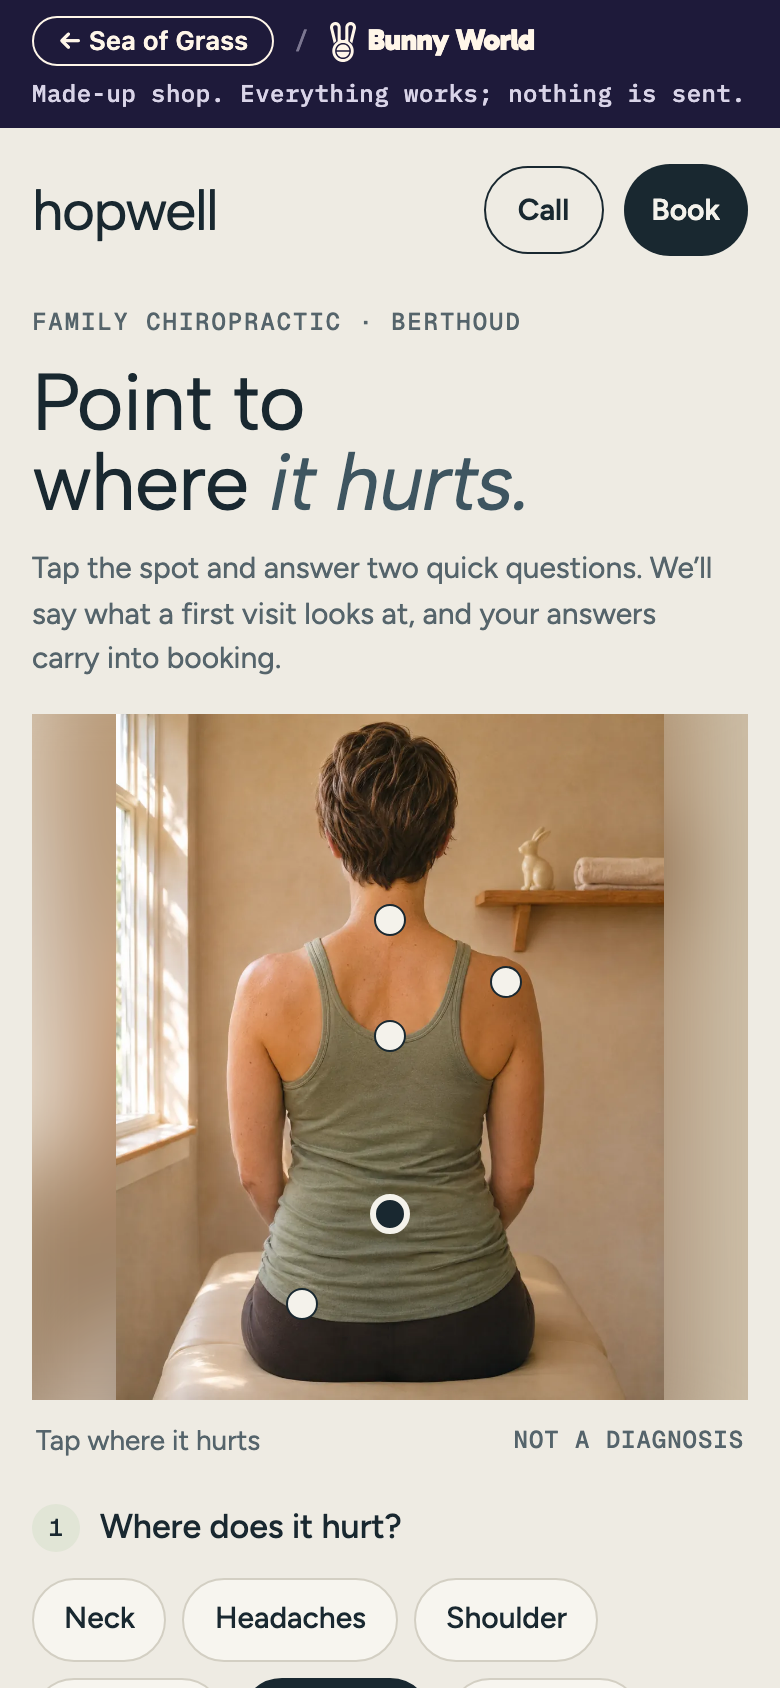 ← Sea of Grass / Bunny World
Made-up shop. Everything works; nothing is sent.
hopwell
Call
Book
FAMILY CHIROPRACTIC · BERTHOUD
Point to
where it hurts.
Tap the spot and answer two quick questions. We’ll
say what a first visit looks at, and your answers
carry into booking.
Tap where it hurts
NOT A DIAGNOSIS
1 Where does it hurt?
Neck
Headaches
Shoulder